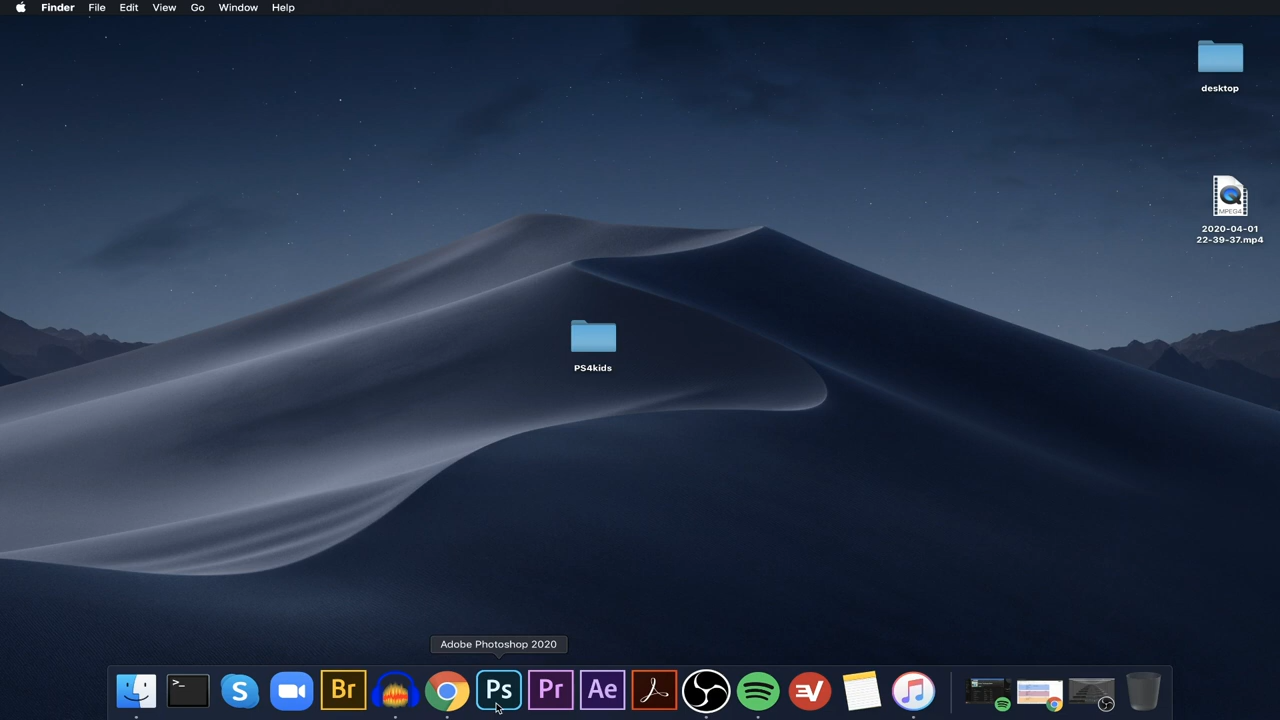 Finder File Edit View Go Window Help
desktop
MPEG4
2020-04-01
22-39-37.mp4
PS4kids
Adobe Photoshop 2020
>_
S
Br
Ps
Pr
Ae